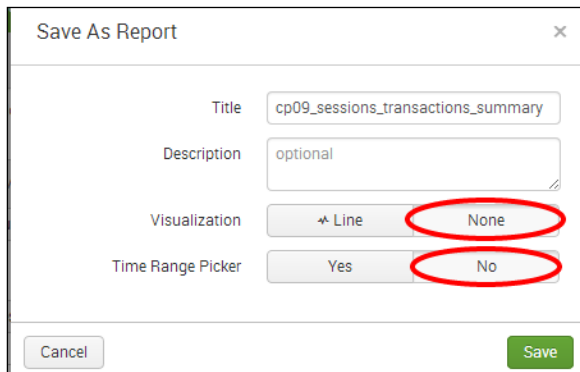 Save As Report ×
Title cp09_sessions_transactions_summary
Description optional
Visualization Line None
Time Range Picker Yes No
Cancel Save